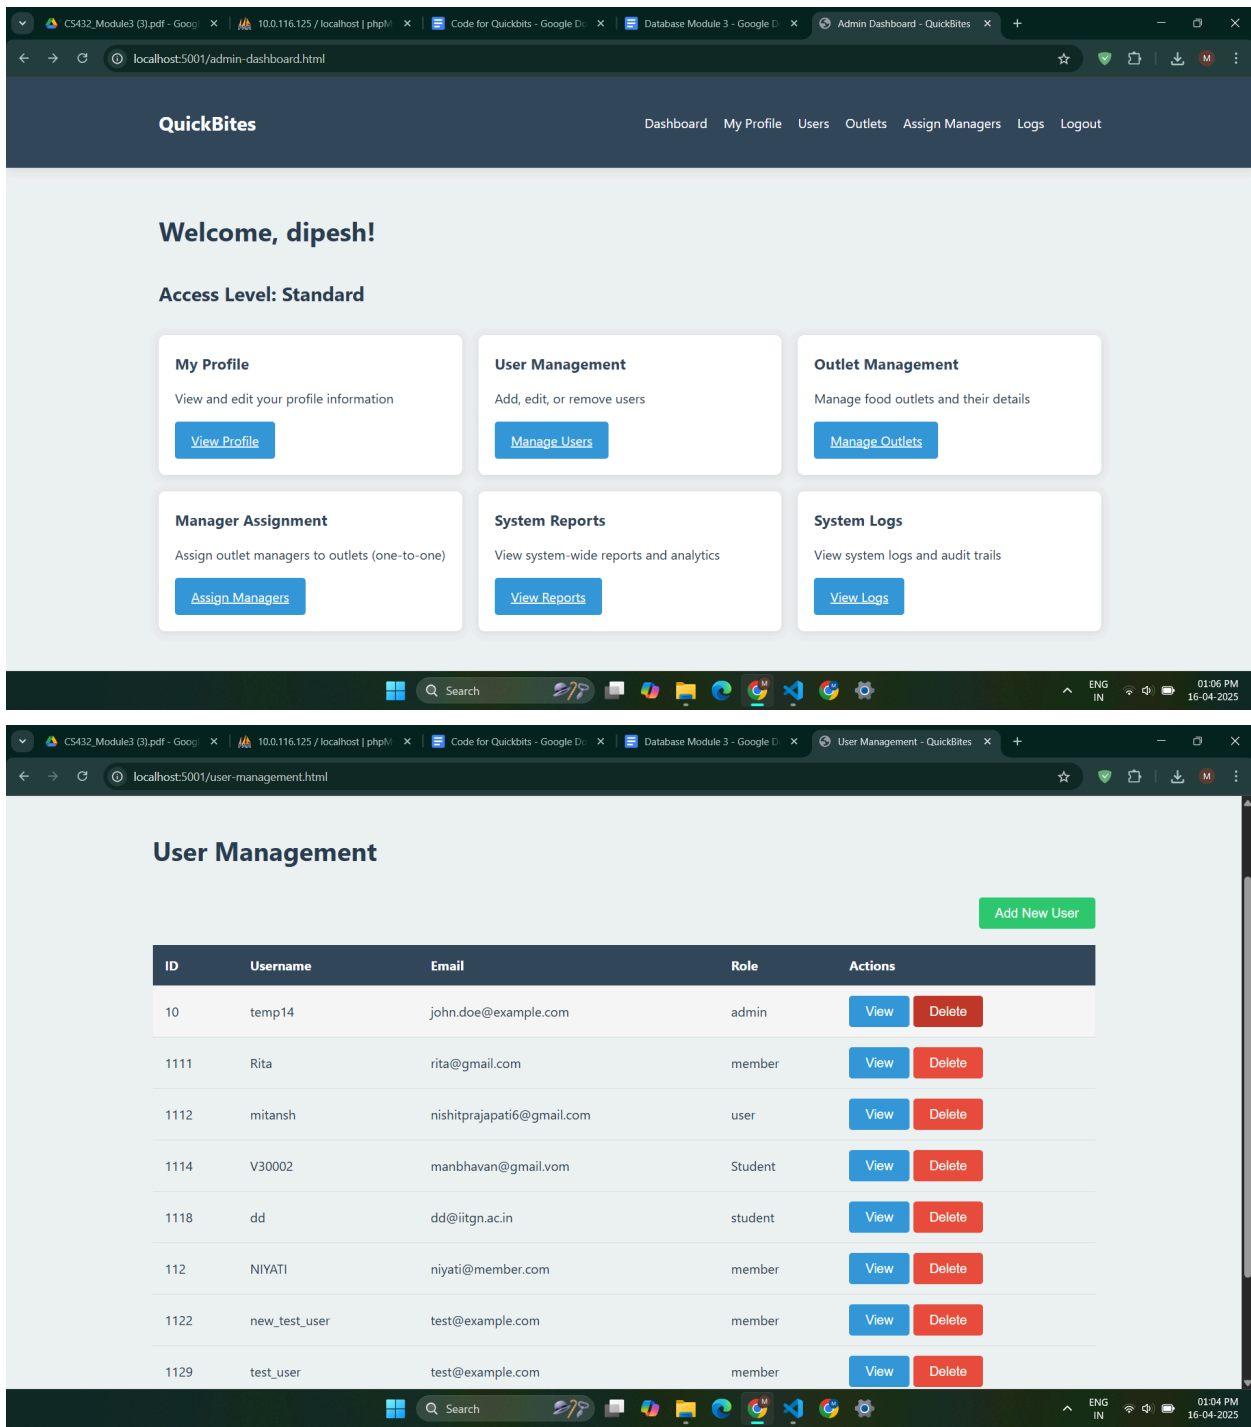 CS432_Module3 (3).pdf - Goog
10.0.116.125 / localhost | phpM
Code for Quickbits - Google Do
Database Module 3 - Google D
Admin Dashboard - QuickBites
localhost:5001/admin-dashboard.html
M
QuickBites
Dashboard My Profile Users Outlets Assign Managers Logs Logout
Welcome, dipesh!
Access Level: Standard
My Profile
View and edit your profile information
View Profile
User Management
Add, edit, or remove users
Manage Users
Outlet Management
Manage food outlets and their details
Manage Outlets
Manager Assignment
Assign outlet managers to outlets (one-to-one)
Assign Managers
System Reports
View system-wide reports and analytics
View Reports
System Logs
View system logs and audit trails
View Logs
Search
M
ENG
IN
01:06 PM
16-04-2025
CS432_Module3 (3).pdf - Goog
10.0.116.125 / localhost | phpM
Code for Quickbits - Google Do
Database Module 3 - Google D
User Management - QuickBites
localhost:5001/user-management.html
M
User Management
Add New User
ID Username Email Role Actions
10 temp14 john.doe@example.com admin View Delete
1111 Rita rita@gmail.com member View Delete
1112 mitansh nishitprajapati6@gmail.com user View Delete
1114 V30002 manbhavan@gmail.vom Student View Delete
1118 dd dd@iitgn.ac.in student View Delete
112 NIYATI niyati@member.com member View Delete
1122 new_test_user test@example.com member View Delete
1129 test_user test@example.com member View Delete
Search
M
ENG
IN
01:04 PM
16-04-2025